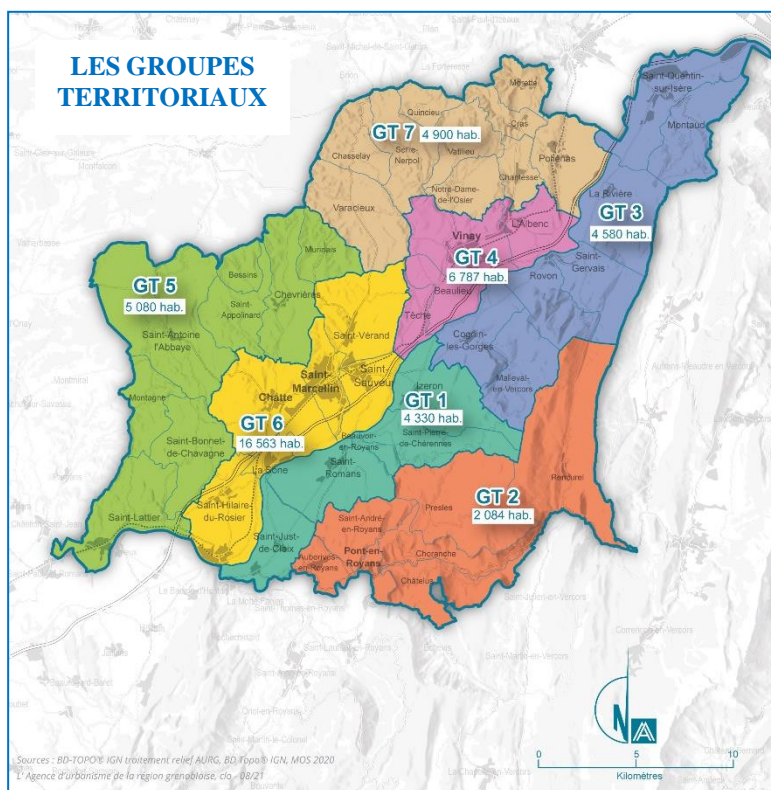 LES GROUPES
TERRITORIAUX
Saint-Quentin-
sur-Isère
Montaud
Morette
Quincieu
Cras
GT 7 4 900 hab.
Vatilieu
Serre-
Nerpol
Chasselay
Poliénas
Chantesse
Notre-Dame-
de-l'Osier
Varacieux
La Rivière
GT 3
4 580 hab.
L'Albenc
Vinay
GT 4
6 787 hab.
Saint-
Gervais
Rovon
Beaulieu
Têche
Murinais
Bessins
Chevrières
GT 5
5 080 hab.
Saint-
Appolinard
Saint-Antoine
l'Abbaye
Saint-Vérand
Cognin-
les-Gorges
Malleval-
en-Vercors
Saint-
Marcellin
Saint-
Sauveur
Chatte
Montagne
Izeron
GT 1
4 330 hab.
GT 6
16 563 hab.
Saint-Pierre-
de-Chérennes
Beauvoir-
en-Royans
Saint-Bonnet-
de-Chavagne
La Sône
Saint-
Romans
Rencurel
GT 2
2 084 hab.
Presles
Saint-Hilaire-
du-Rosier
Saint-Lattier
Saint-André-
en-Royans
Saint-Just-
de-Claix
Auberives-
en-Royans
Pont-en-
Royans
Choranche
Châtelus
N
0 5 10
Kilomètres
Sources : BD-TOPO® IGN traitement relief AURG, BD Topo® IGN, MOS 2020
L' Agence d'urbanisme de la région grenobloise, clq - 08/21